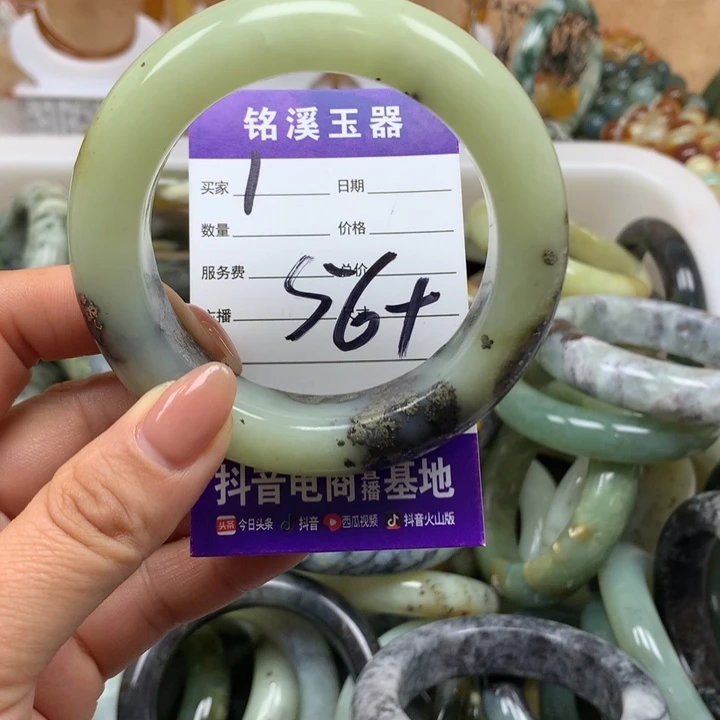 铭溪玉器
买家 1 日期
数量 价格
服务费 总价
主播
56+
抖音电商直播基地
头条 今日头条 抖音 西瓜视频 抖音火山版